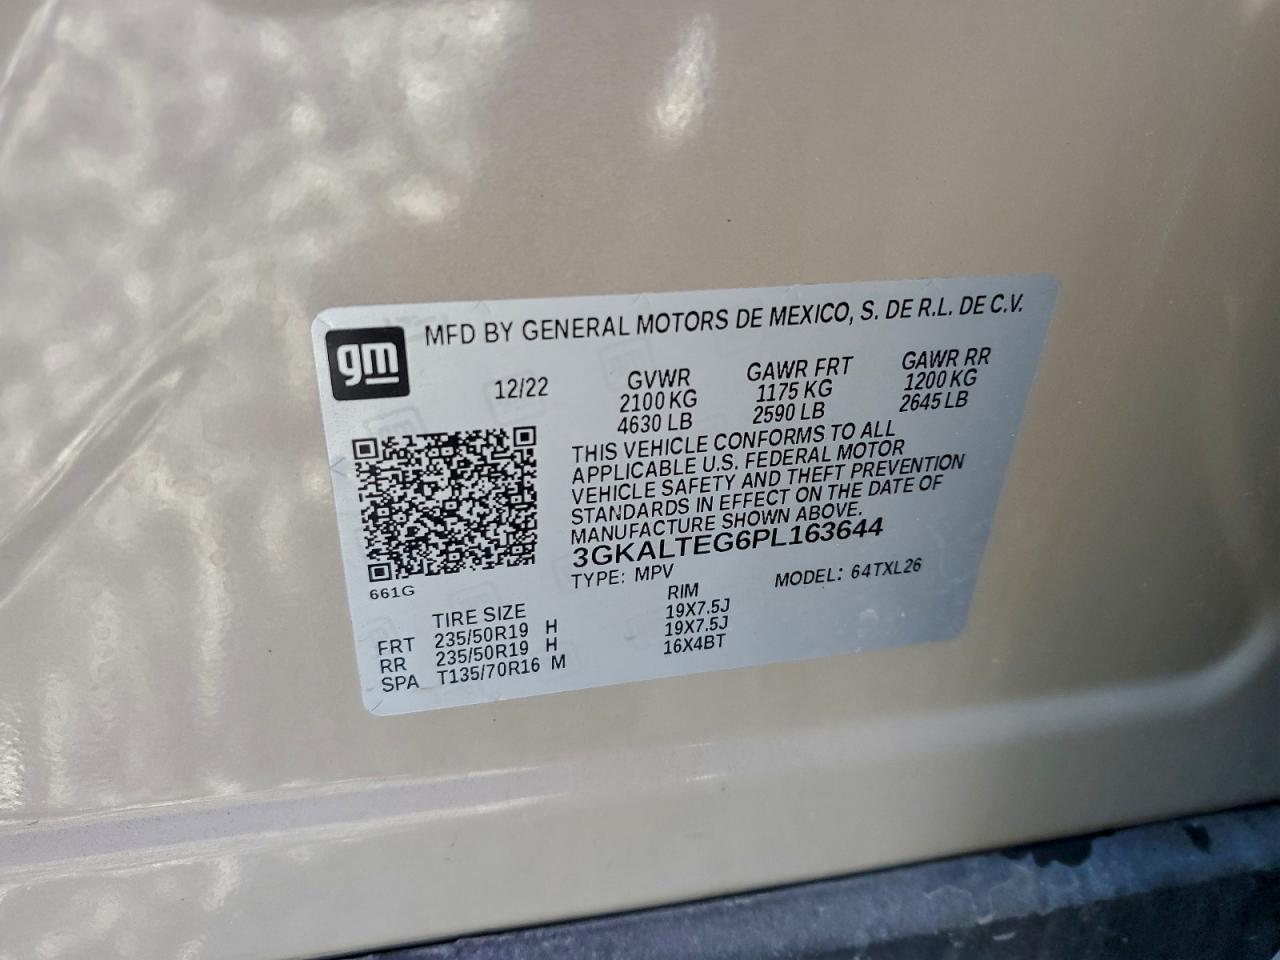 gm
MFD BY GENERAL MOTORS DE MEXICO, S. DE R.L. DE C.V.
12/22
GVWR
2100 KG
4630 LB
GAWR FRT
1175 KG
2590 LB
GAWR RR
1200 KG
2645 LB
THIS VEHICLE CONFORMS TO ALL
APPLICABLE U.S. FEDERAL MOTOR
VEHICLE SAFETY AND THEFT PREVENTION
STANDARDS IN EFFECT ON THE DATE OF
MANUFACTURE SHOWN ABOVE.
3GKALTEG6PL163644
TYPE: MPV MODEL: 64TXL26
661G
TIRE SIZE RIM
FRT 235/50R19 H 19X7.5J
RR 235/50R19 H 19X7.5J
SPA T135/70R16 M 16X4BT